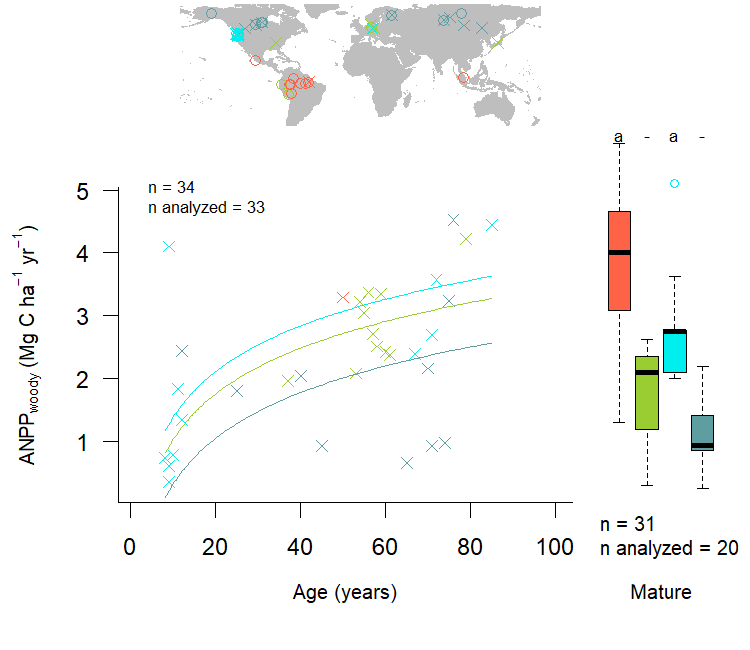 a - a -
n = 34
n analyzed = 33
5
4
3
2
1
ANPPwoody (Mg C ha−1 yr−1)
0 20 40 60 80 100
Age (years)
n = 31
n analyzed = 20
Mature